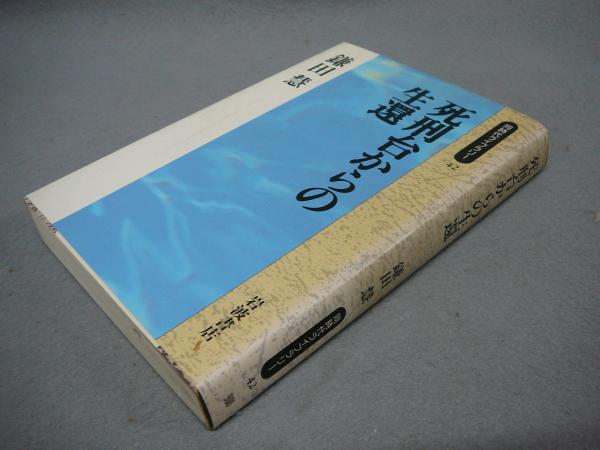 死刑台からの
生還
鎌田 慧
同時代ライブラリー
42
岩波書店
死刑台からの生還
鎌田 慧
同時代ライブラリー
42